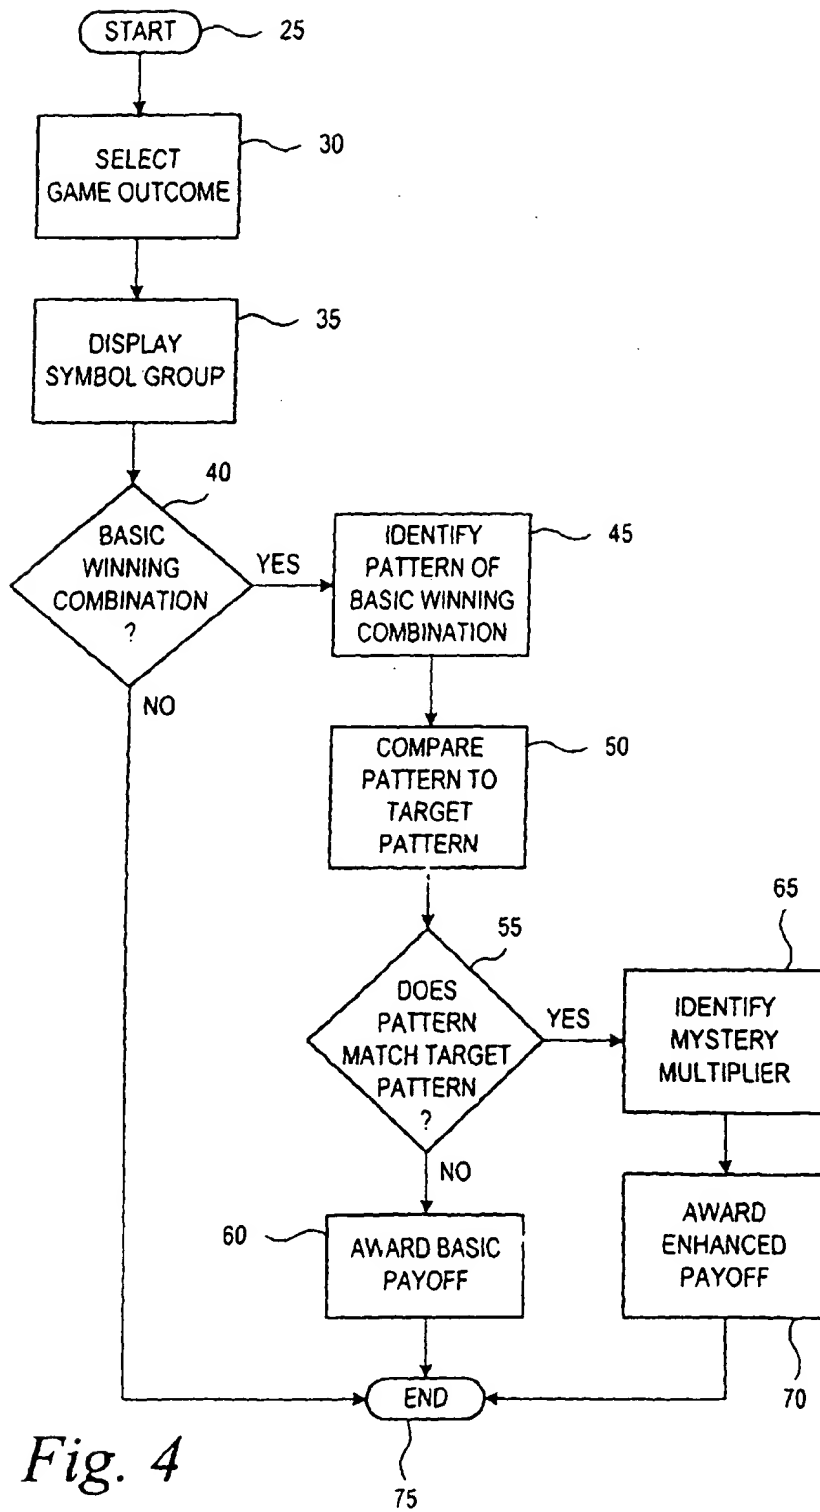 START
25
SELECT
GAME OUTCOME
30
DISPLAY
SYMBOL GROUP
35
BASIC
WINNING
COMBINATION
?
40
YES
NO
IDENTIFY
PATTERN OF
BASIC WINNING
COMBINATION
45
COMPARE
PATTERN TO
TARGET
PATTERN
50
DOES
PATTERN
MATCH TARGET
PATTERN
?
55
YES
NO
IDENTIFY
MYSTERY
MULTIPLIER
65
AWARD BASIC
PAYOFF
60
AWARD
ENHANCED
PAYOFF
70
END
75
Fig. 4